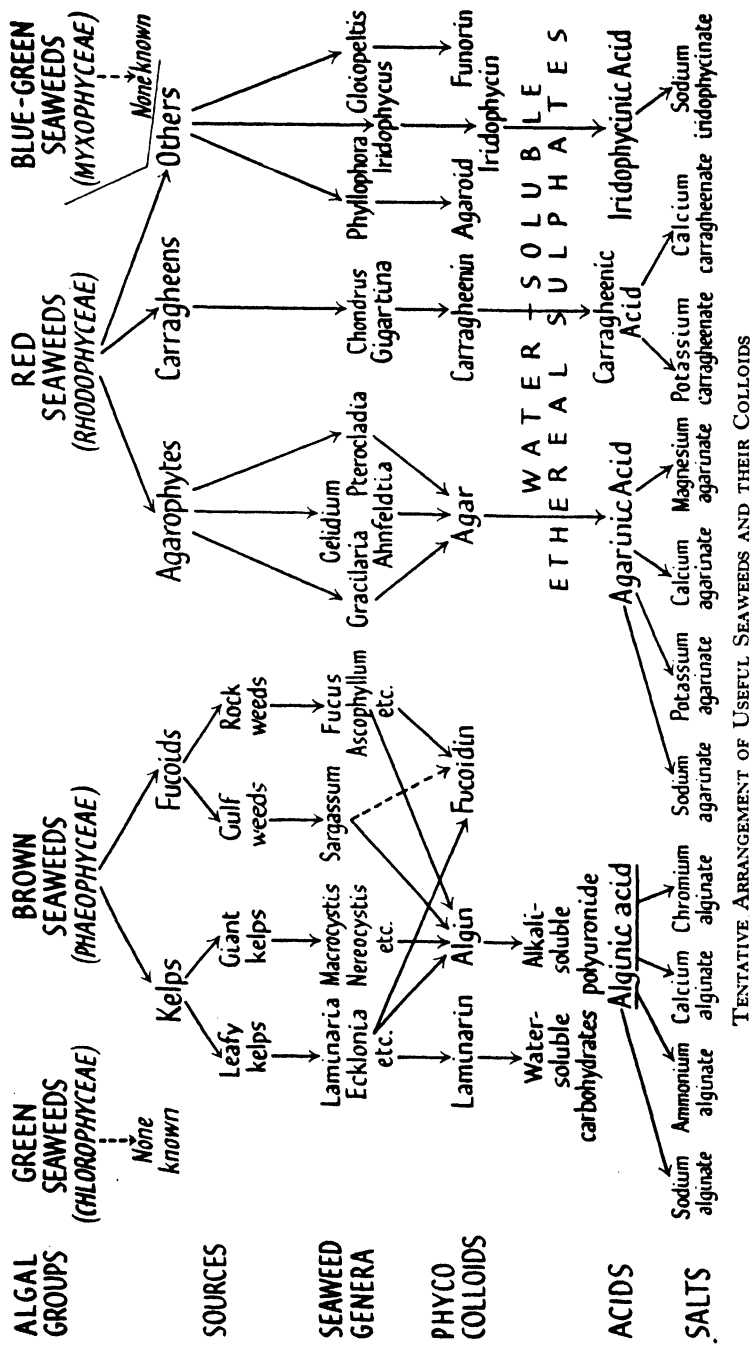 ALGAL
GROUPS
GREEN
SEAWEEDS
(CHLOROPHYCEAE)
BROWN
SEAWEEDS
(PHAEOPHYCEAE)
RED
SEAWEEDS
(RHODOPHYCEAE)
BLUE-GREEN
SEAWEEDS
(MYXOPHYCEAE)
None
known
None known
Kelps
Fucoids
Agarophytes
Carragheens
Others
SOURCES
Leafy
kelps
Giant
kelps
Gulf
weeds
Rock
weeds
SEAWEED
GENERA
Laminaria
Ecklonia
etc.
Macrocystis
Nereocystis
etc.
Sargassum
Fucus
Ascophyllum
etc.
Gracilaria
Gelidium
Ahnfeldtia
Pterocladia
Chondrus
Gigartina
Phyllophora
Iridophycus
Gloiopeltis
PHYCO
COLLOIDS
Laminarin
Algin
Fucoidin
Agar
Carragheenin
Agaroid
Iridophycin
Funorin
Water-
soluble
carbohydrates
Alkali-
soluble
polyuronide
WATER-SOLUBLE
ETHEREAL SULPHATES
ACIDS
Alginic acid
Agarinic Acid
Carragheenic
Acid
Iridophycinic Acid
SALTS
Sodium
alginate
Ammonium
alginate
Calcium
alginate
Chromium
alginate
Sodium
agarinate
Potassium
agarinate
Calcium
agarinate
Magnesium
agarinate
Potassium
carragheenate
Calcium
carragheenate
Sodium
iridophycinate
TENTATIVE ARRANGEMENT OF USEFUL SEAWEEDS AND THEIR COLLOIDS